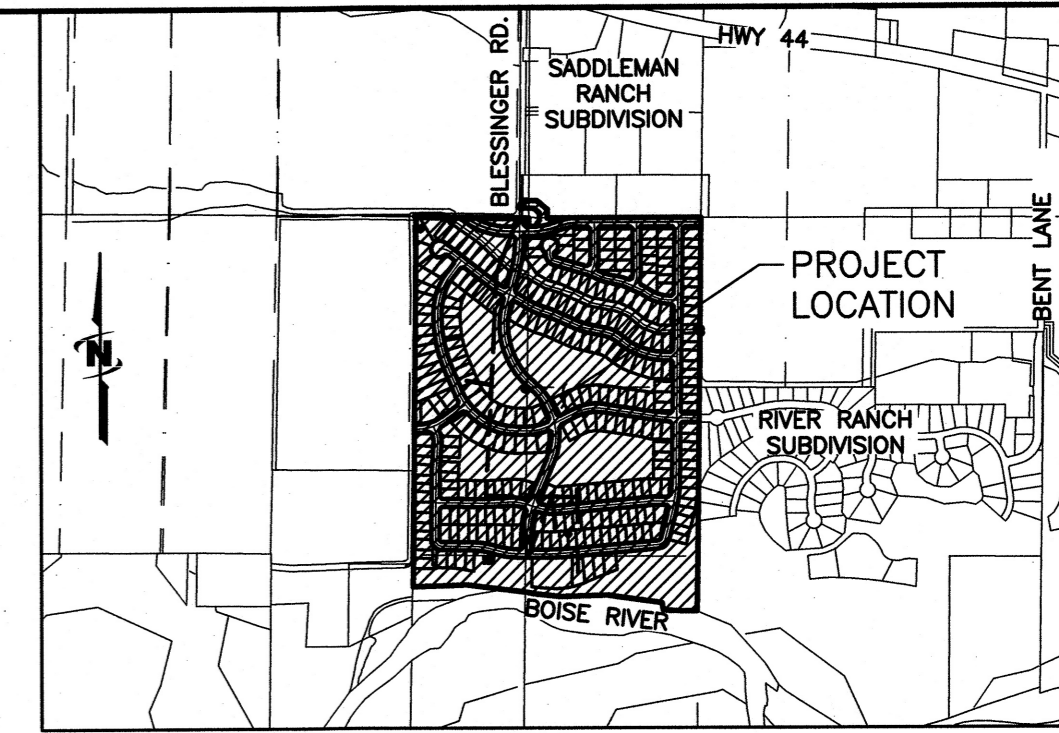 HWY 44
BLESSINGER RD.
SADDLEMAN
RANCH
SUBDIVISION
BENT LANE
PROJECT
LOCATION
N
RIVER RANCH
SUBDIVISION
BOISE RIVER